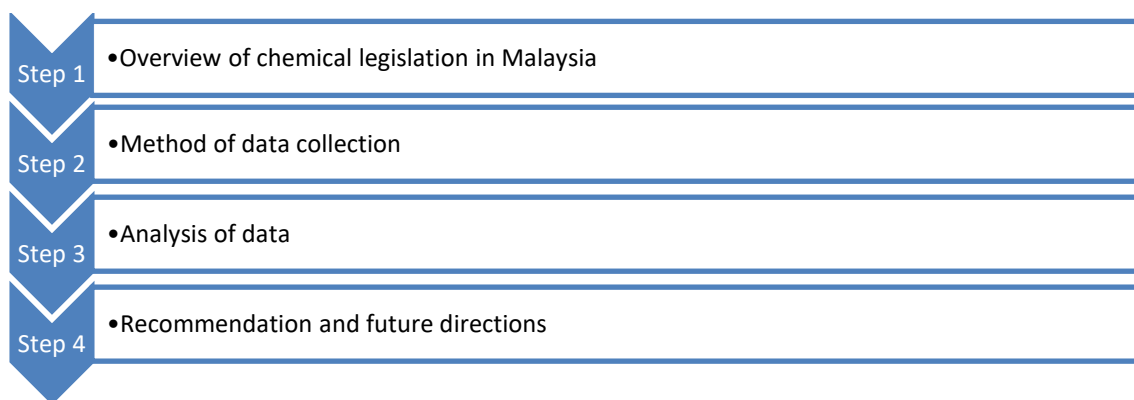 Step 1
•Overview of chemical legislation in Malaysia
Step 2
•Method of data collection
Step 3
•Analysis of data
Step 4
•Recommendation and future directions